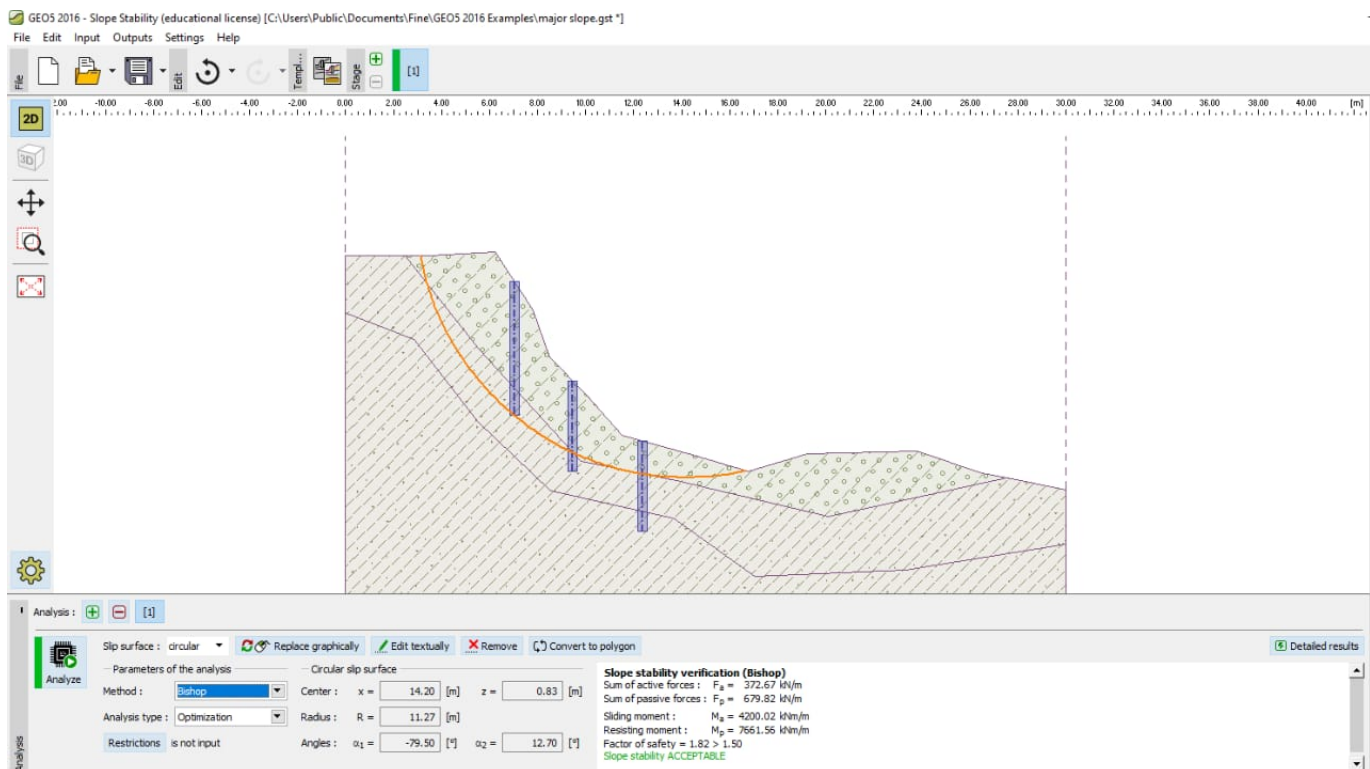 GEO5 2016 - Slope Stability (educational license) [C:\Users\Public\Documents\Fine\GEO5 2016 Examples\major slope.gst *]
File Edit Input Outputs Settings Help
File Edit Templ... Stage [1]
-10.00 -8.00 -6.00 -4.00 -2.00 0.00 2.00 4.00 6.00 8.00 10.00 12.00 14.00 16.00 18.00 20.00 22.00 24.00 26.00 28.00 30.00 32.00 34.00 36.00 38.00 40.00 [m]
2D
3D
Analysis : [1]
Analyze
Slip surface : circular Replace graphically Edit textually Remove Convert to polygon Detailed results
Parameters of the analysis
Method : Bishop
Analysis type : Optimization
Restrictions is not input
Circular slip surface
Center : x = 14.20 [m] z = 0.83 [m]
Radius : R = 11.27 [m]
Angles : α1 = -79.50 [°] α2 = 12.70 [°]
Slope stability verification (Bishop)
Sum of active forces : Fa = 372.67 kN/m
Sum of passive forces : Fp = 679.82 kN/m
Sliding moment : Ma = 4200.02 kNm/m
Resisting moment : Mp = 7661.56 kNm/m
Factor of safety = 1.82 > 1.50
Slope stability ACCEPTABLE
Analysis